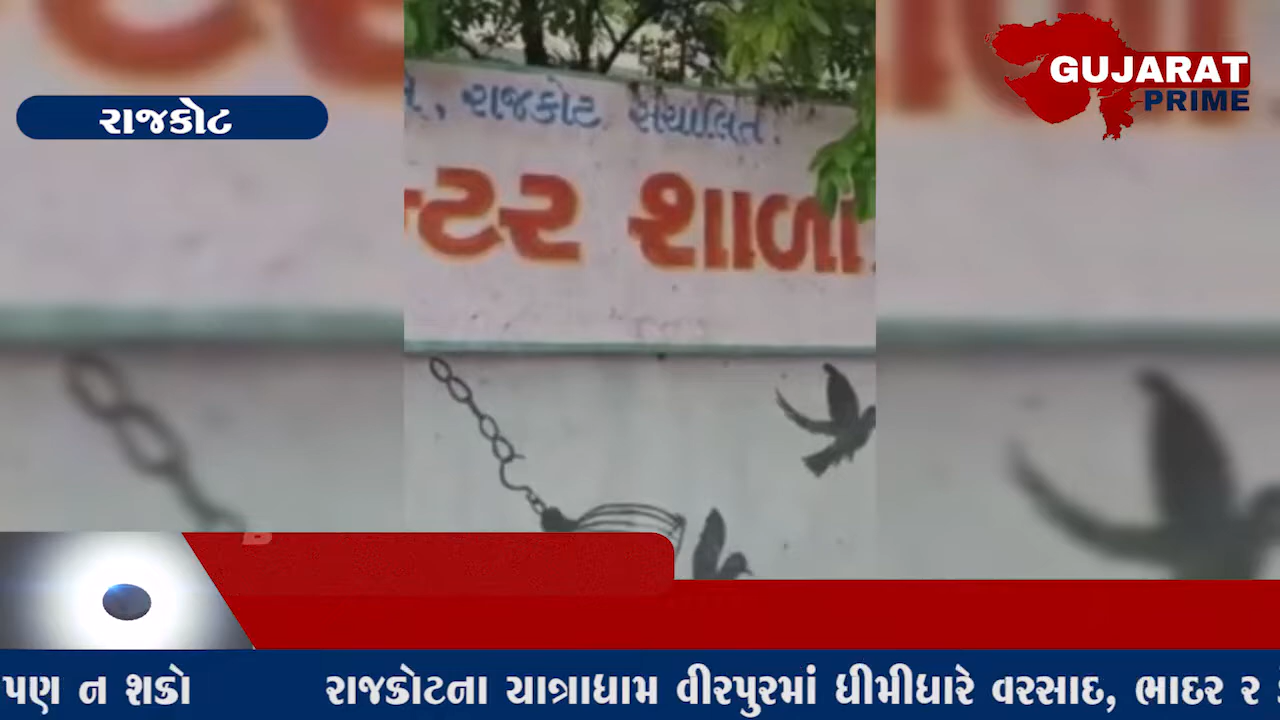 રાજકોટ
GUJARAT
PRIME
, રાજકોટ સંચાલિત.
ન્ટર શાળા
પણ ન શકો રાજકોટના યાત્રાધામ વીરપુરમાં ધીમીધારે વરસાદ, ભાદર ર